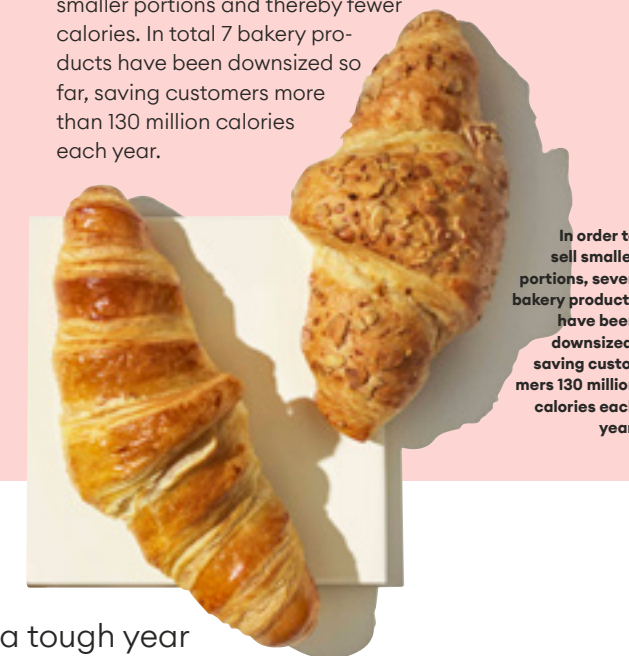 smaller portions and thereby fewer
calories. In total 7 bakery pro-
ducts have been downsized so
far, saving customers more
than 130 million calories
each year.
In order t
sell smalle
portions, seve
bakery product
have bee
downsized
saving custo
mers 130 millio
calories eac
year
a tough year